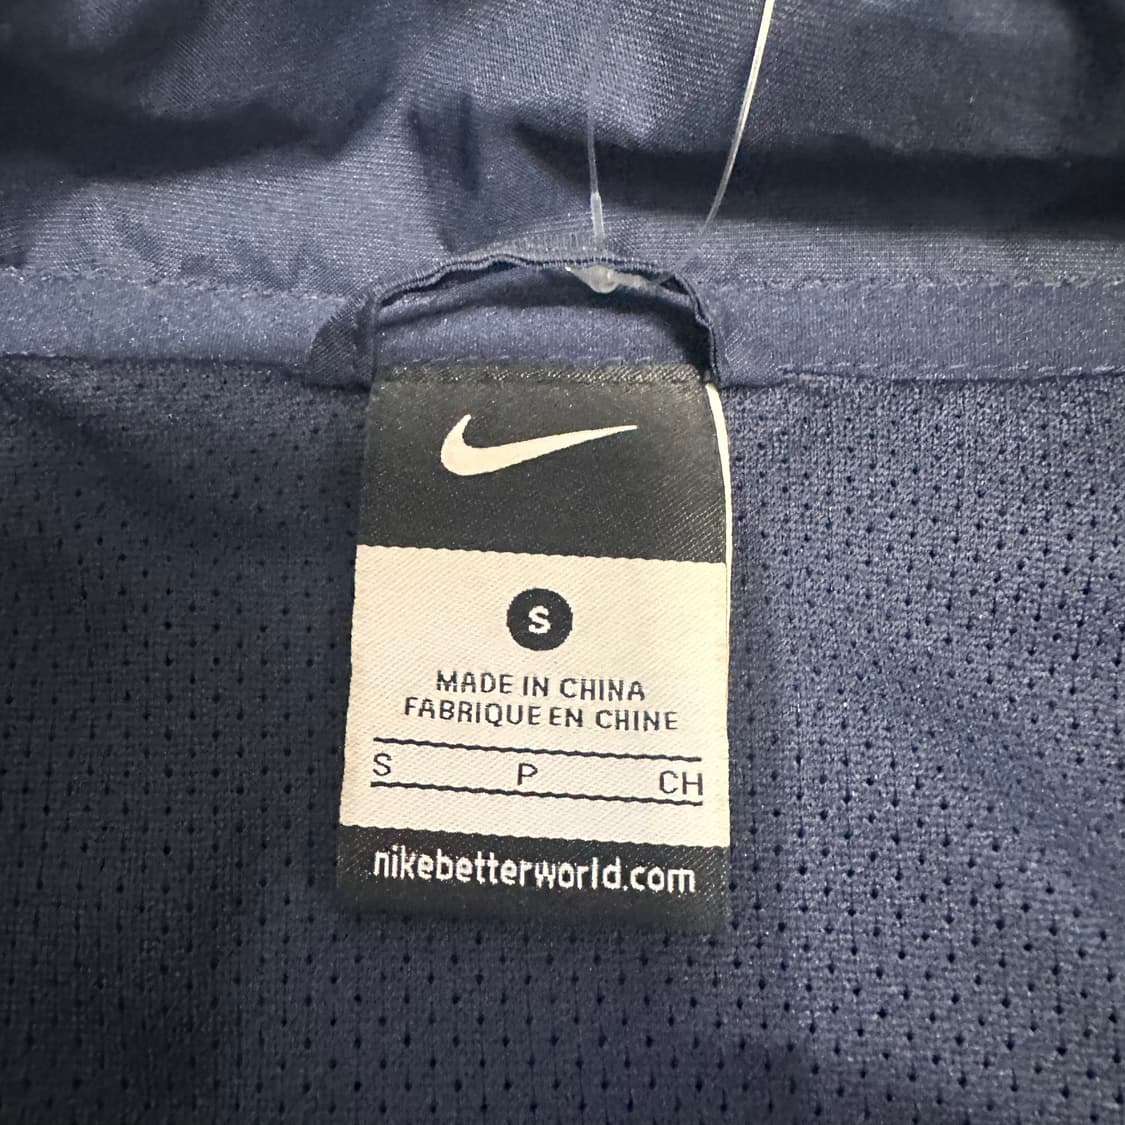 S
MADE IN CHINA
FABRIQUE EN CHINE
S P CH
nikebetterworld.com